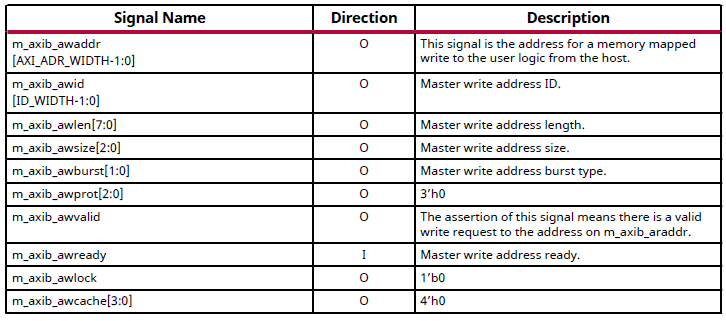 Signal Name Direction Description
m_axib_awaddr O This signal is the address for a memory mapped
[AXI_ADR_WIDTH-1:0] write to the user logic from the host.
m_axib_awid O Master write address ID.
[ID_WIDTH-1:0]
m_axib_awlen[7:0] O Master write address length.
m_axib_awsize[2:0] O Master write address size.
m_axib_awburst[1:0] O Master write address burst type.
m_axib_awprot[2:0] O 3’h0
m_axib_awvalid O The assertion of this signal means there is a valid
write request to the address on m_axib_araddr.
m_axib_awready I Master write address ready.
m_axib_awlock O 1’b0
m_axib_awcache[3:0] O 4’h0